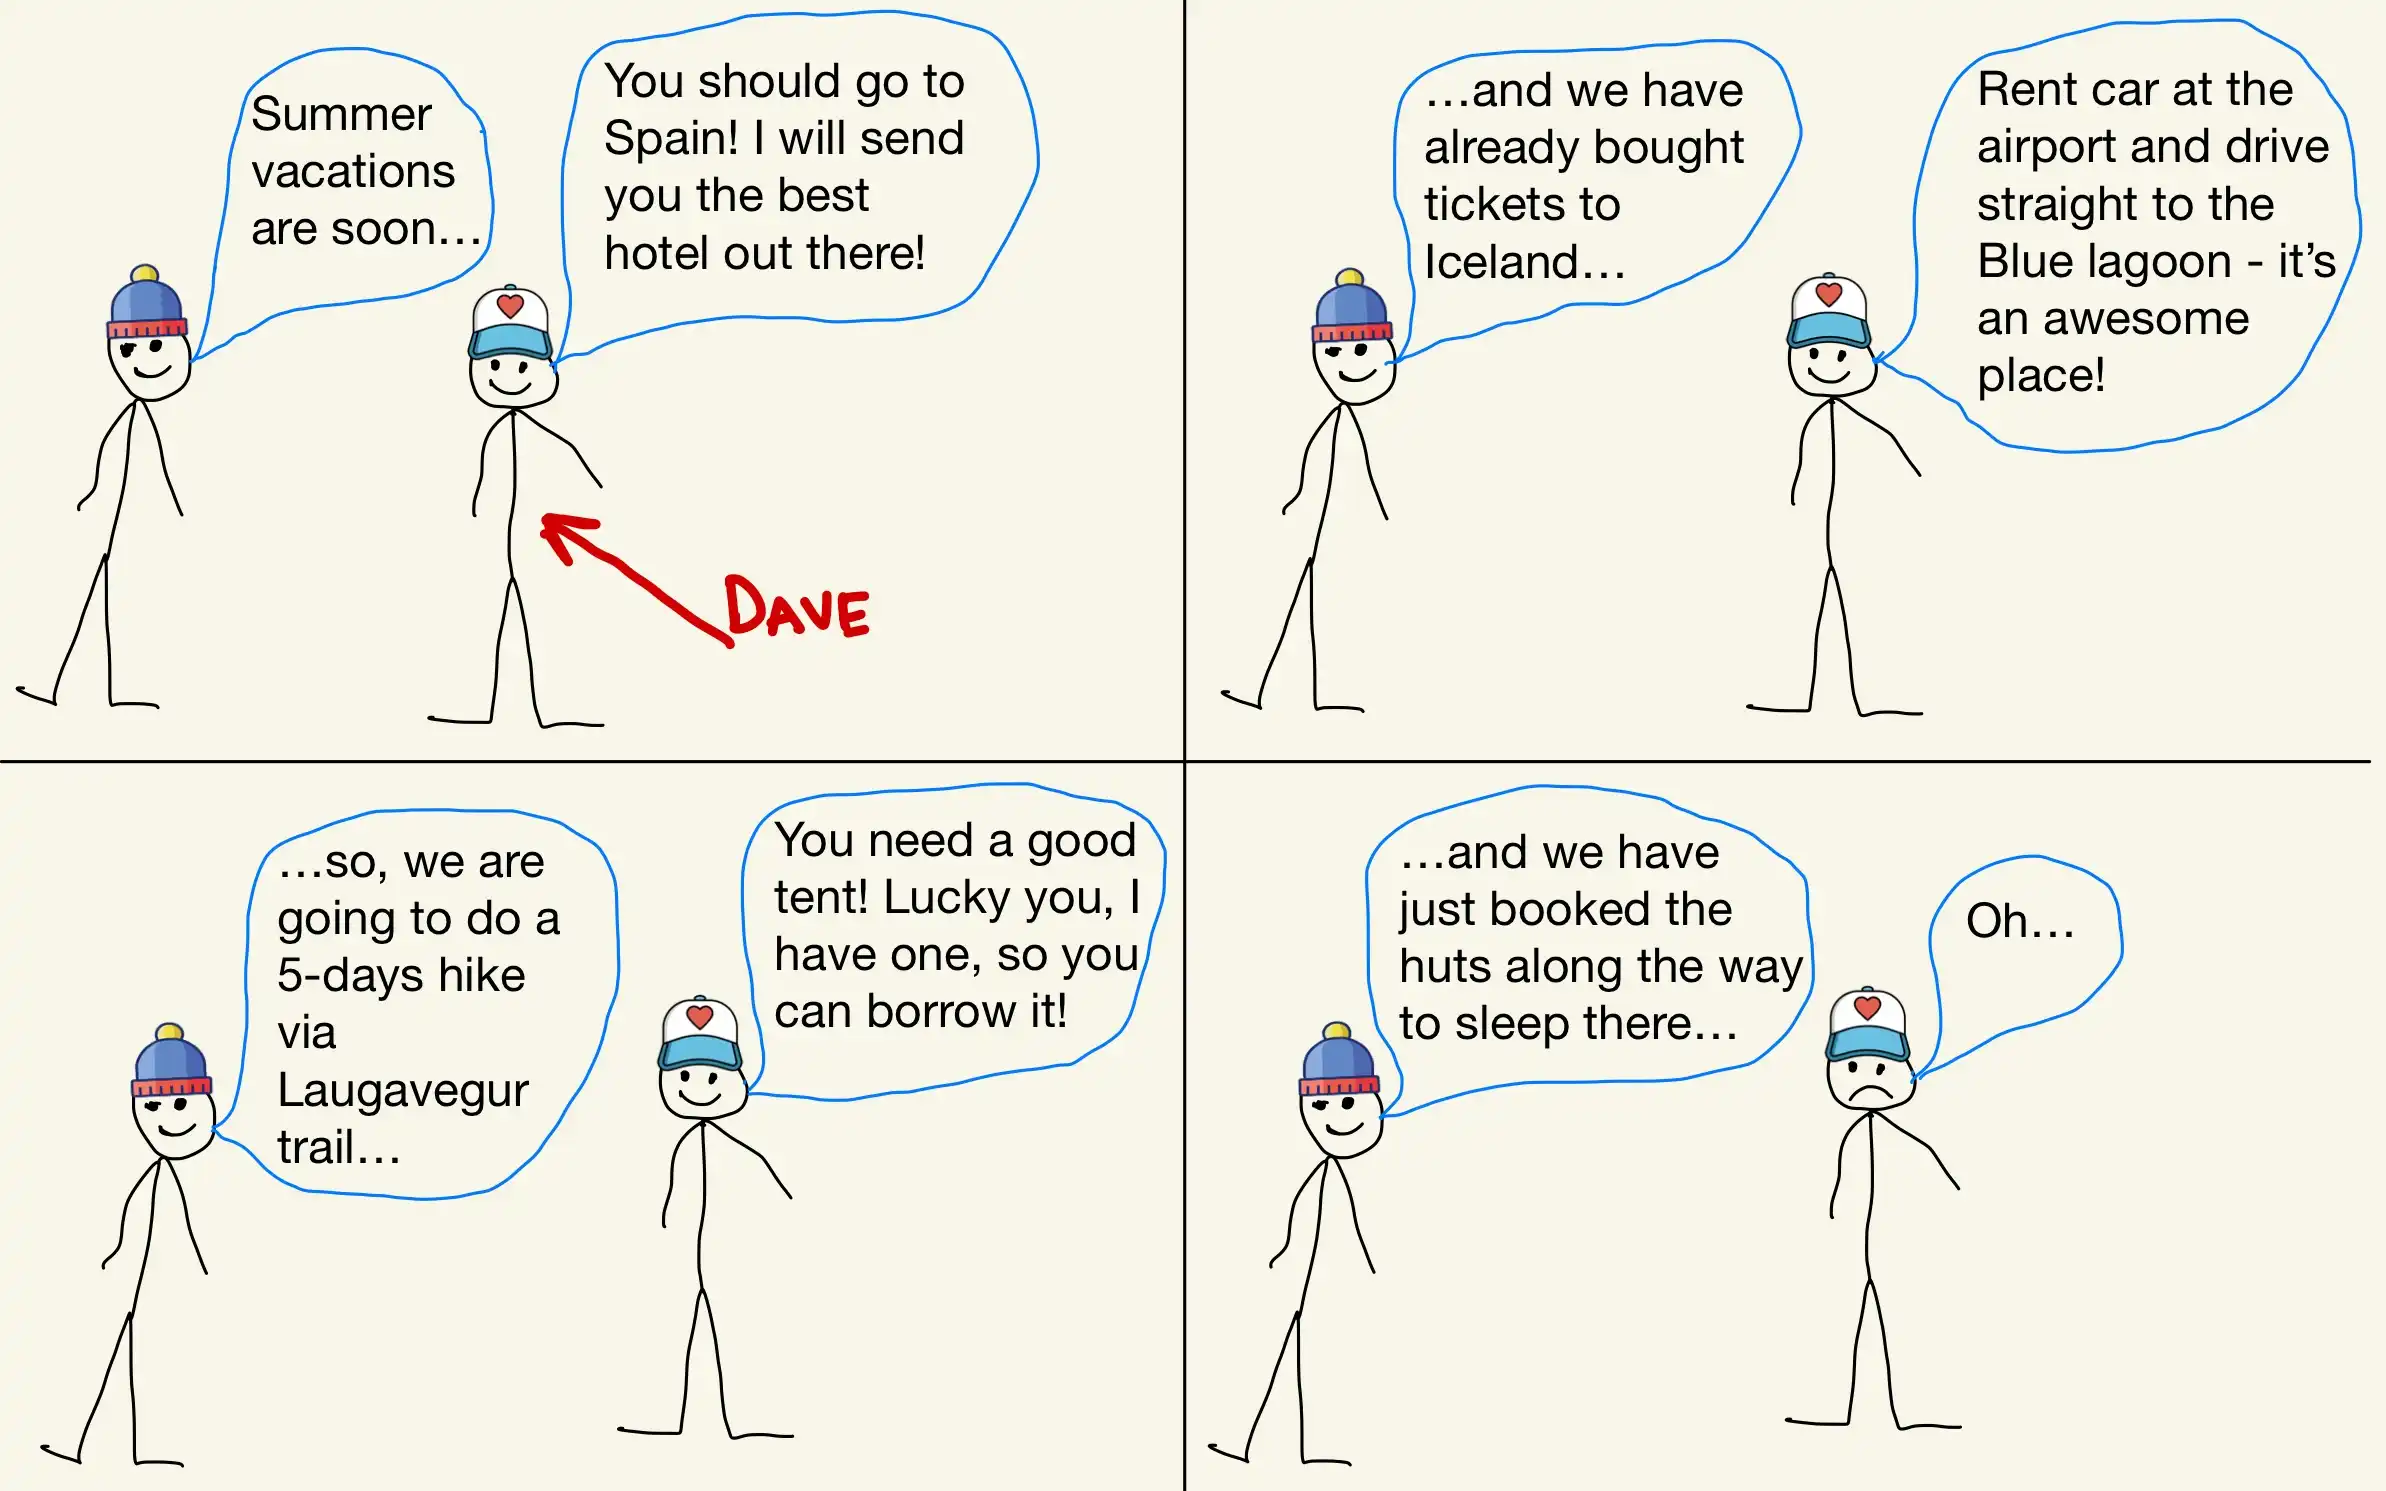 Summer
vacations
are soon…
You should go to
Spain! I will send
you the best
hotel out there!
DAVE
…and we have
already bought
tickets to
Iceland…
Rent car at the
airport and drive
straight to the
Blue lagoon - it’s
an awesome
place!
…so, we are
going to do a
5-days hike
via
Laugavegur
trail…
You need a good
tent! Lucky you, I
have one, so you
can borrow it!
…and we have
just booked the
huts along the way
to sleep there…
Oh…